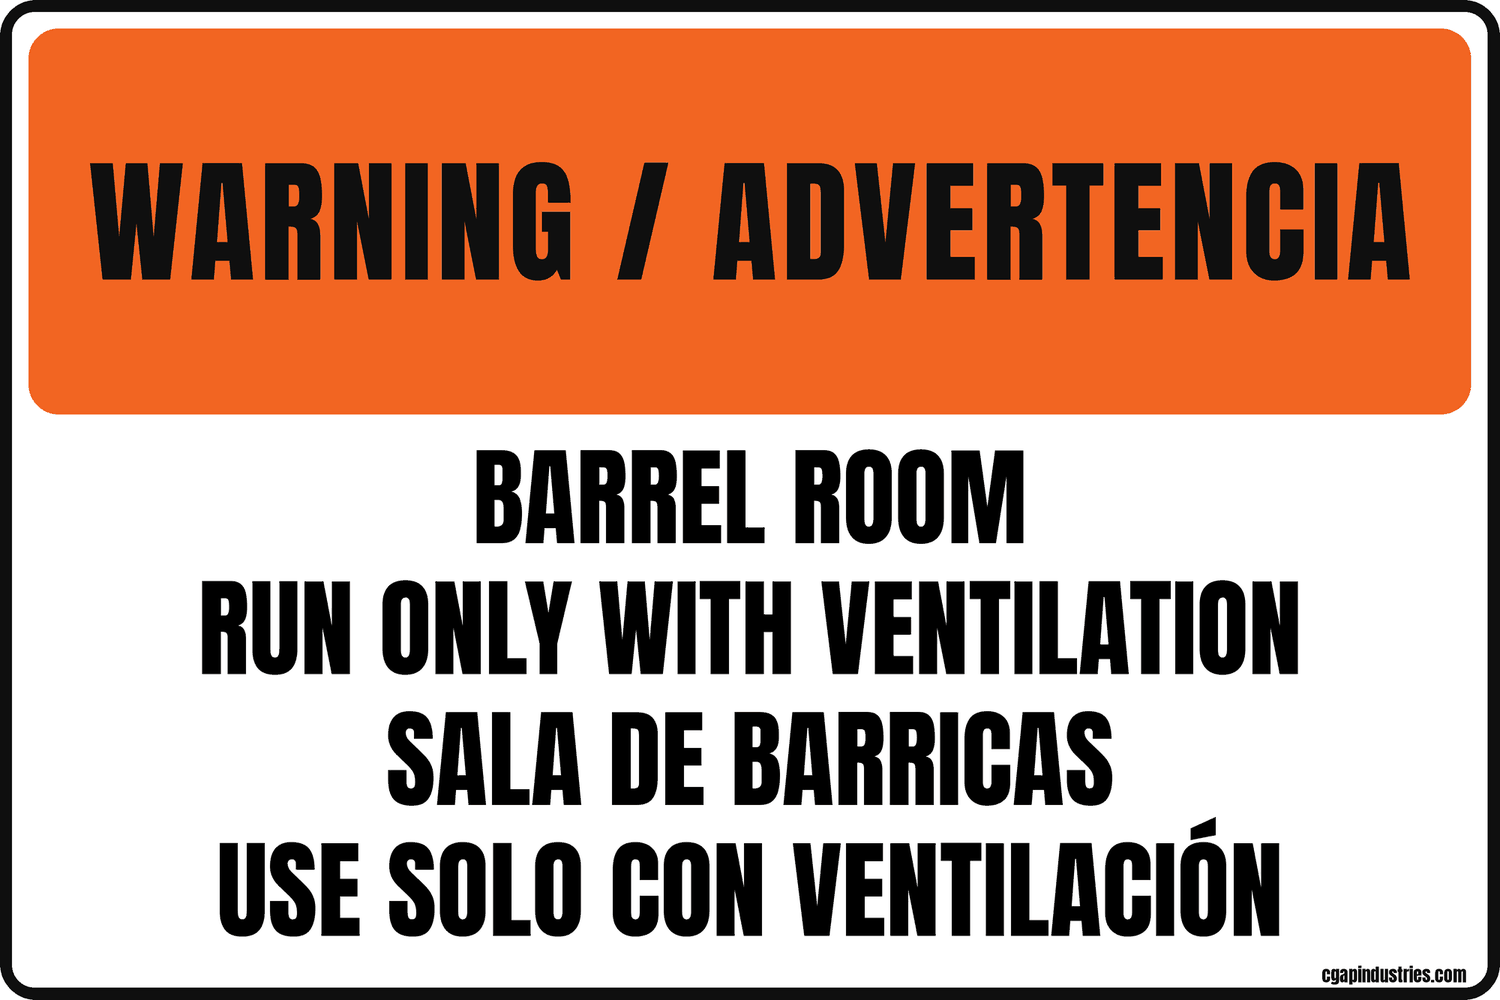 WARNING / ADVERTENCIA
BARREL ROOM
RUN ONLY WITH VENTILATION
SALA DE BARRICAS
USE SOLO CON VENTILACIÓN
cgapindustries.com